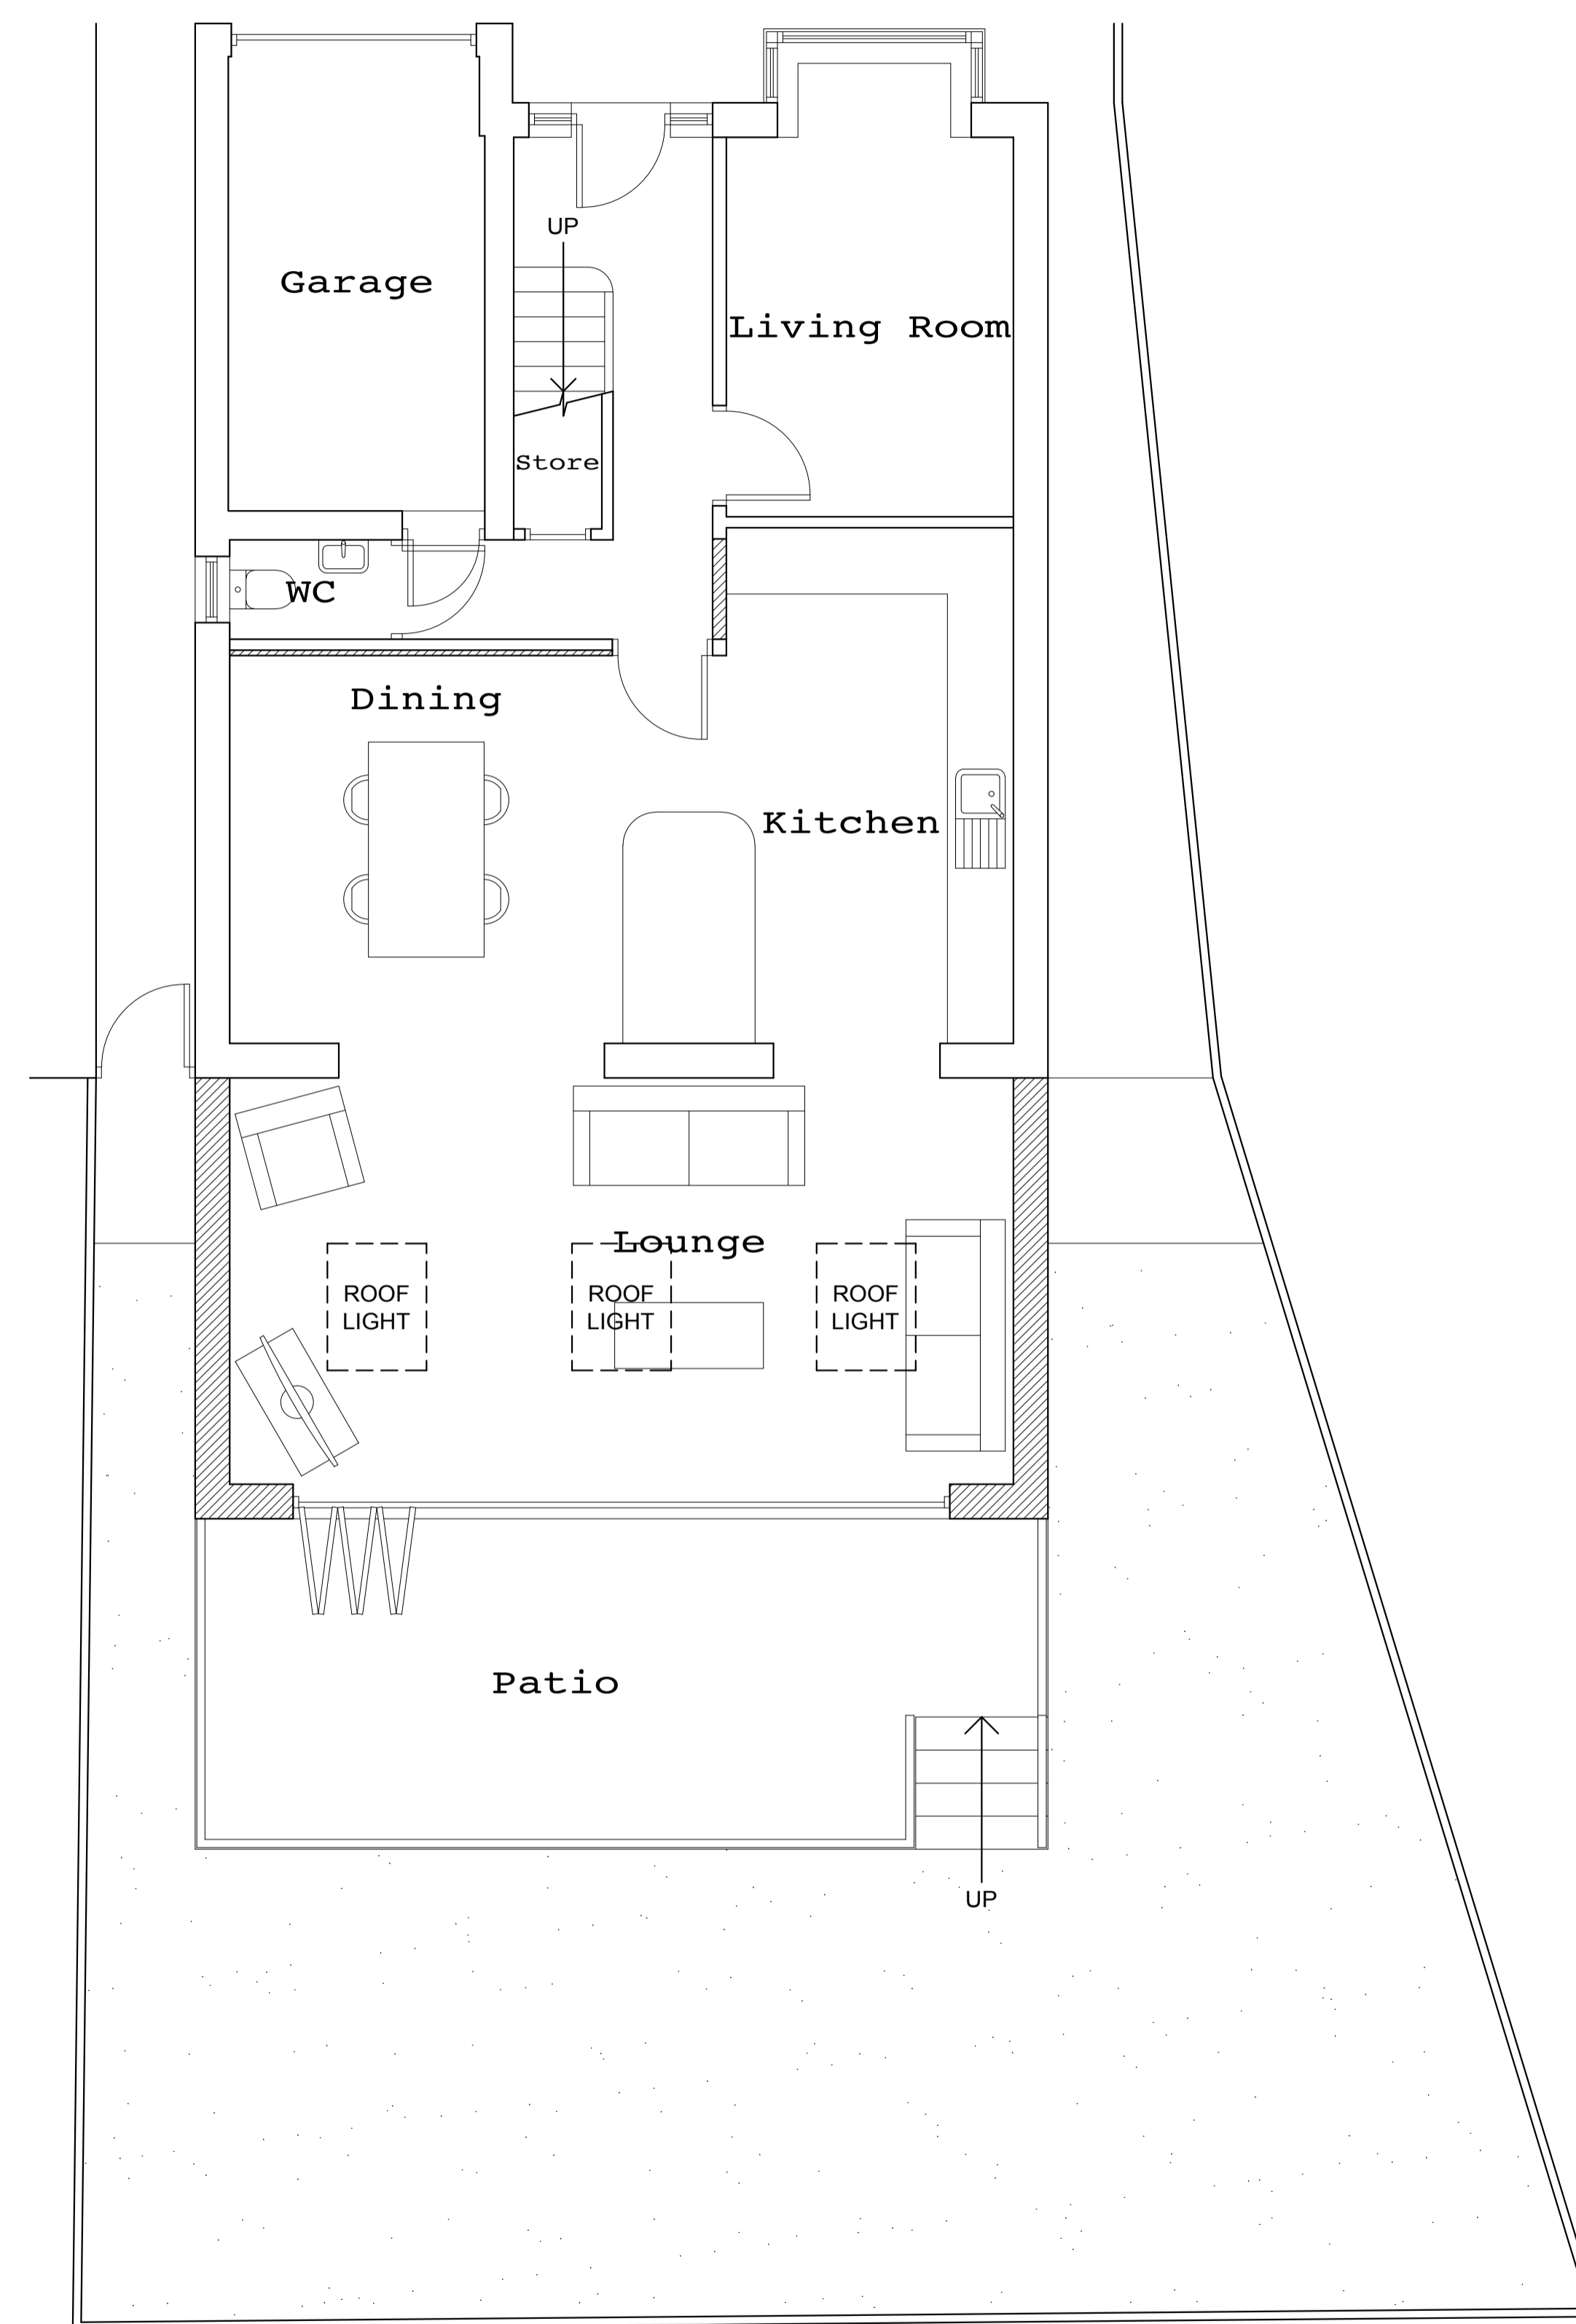 UP
Garage
Living Room
Store
WC
Dining
Kitchen
Lounge
ROOF
LIGHT
ROOF
LIGHT
ROOF
LIGHT
Patio
UP